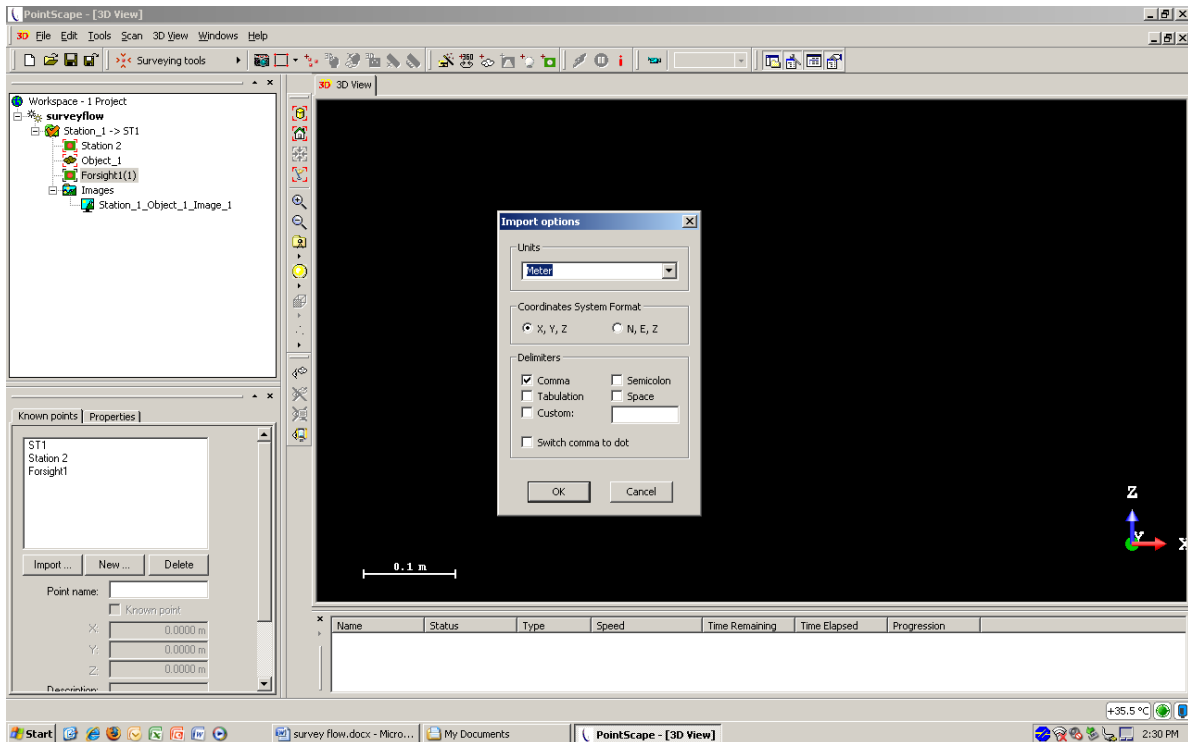 PointScape - [3D View]
3D File Edit Tools Scan 3D View Windows Help
Surveying tools
+360
Workspace - 1 Project
surveyflow
Station_1 -> ST1
Station 2
Object_1
Forsight1(1)
Images
Station_1_Object_1_Image_1
3D 3D View
Import options
Units
Meter
Coordinates System Format
X, Y, Z
N, E, Z
Delimiters
Comma
Semicolon
Tabulation
Space
Custom:
Switch comma to dot
OK
Cancel
Known points
Properties
ST1
Station 2
Forsight1
Import ...
New ...
Delete
Point name:
Known point
X: 0.0000 m
Y: 0.0000 m
Z: 0.0000 m
Description:
0.1 m
Z
Y
X
Name Status Type Speed Time Remaining Time Elapsed Progression
+35.5 °C
Start
survey flow.docx - Micro...
My Documents
PointScape - [3D View]
2:30 PM